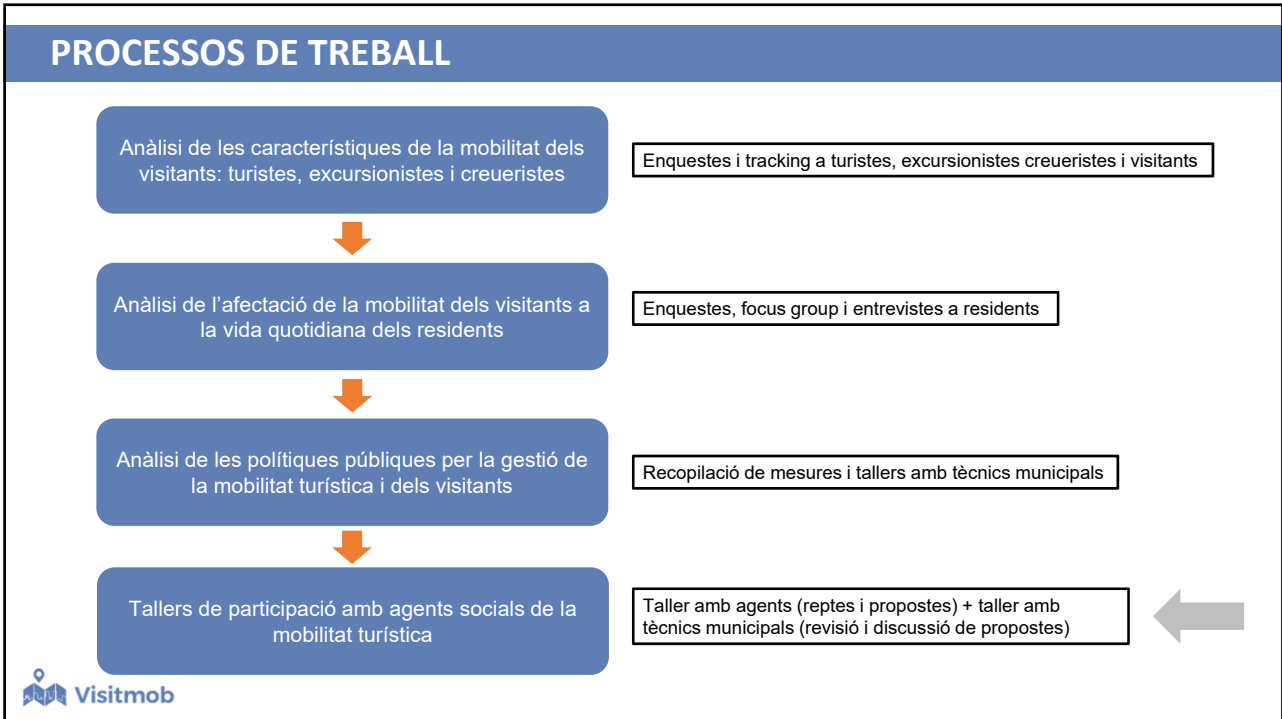 PROCESSOS DE TREBALL
Anàlisi de les característiques de la mobilitat dels
visitants: turistes, excursionistes i creueristes
Enquestes i tracking a turistes, excursionistes creueristes i visitants
Anàlisi de l’afectació de la mobilitat dels visitants a
la vida quotidiana dels residents
Enquestes, focus group i entrevistes a residents
Anàlisi de les polítiques públiques per la gestió de
la mobilitat turística i dels visitants
Recopilació de mesures i tallers amb tècnics municipals
Tallers de participació amb agents socials de la
mobilitat turística
Taller amb agents (reptes i propostes) + taller amb
tècnics municipals (revisió i discussió de propostes)
Visitmob